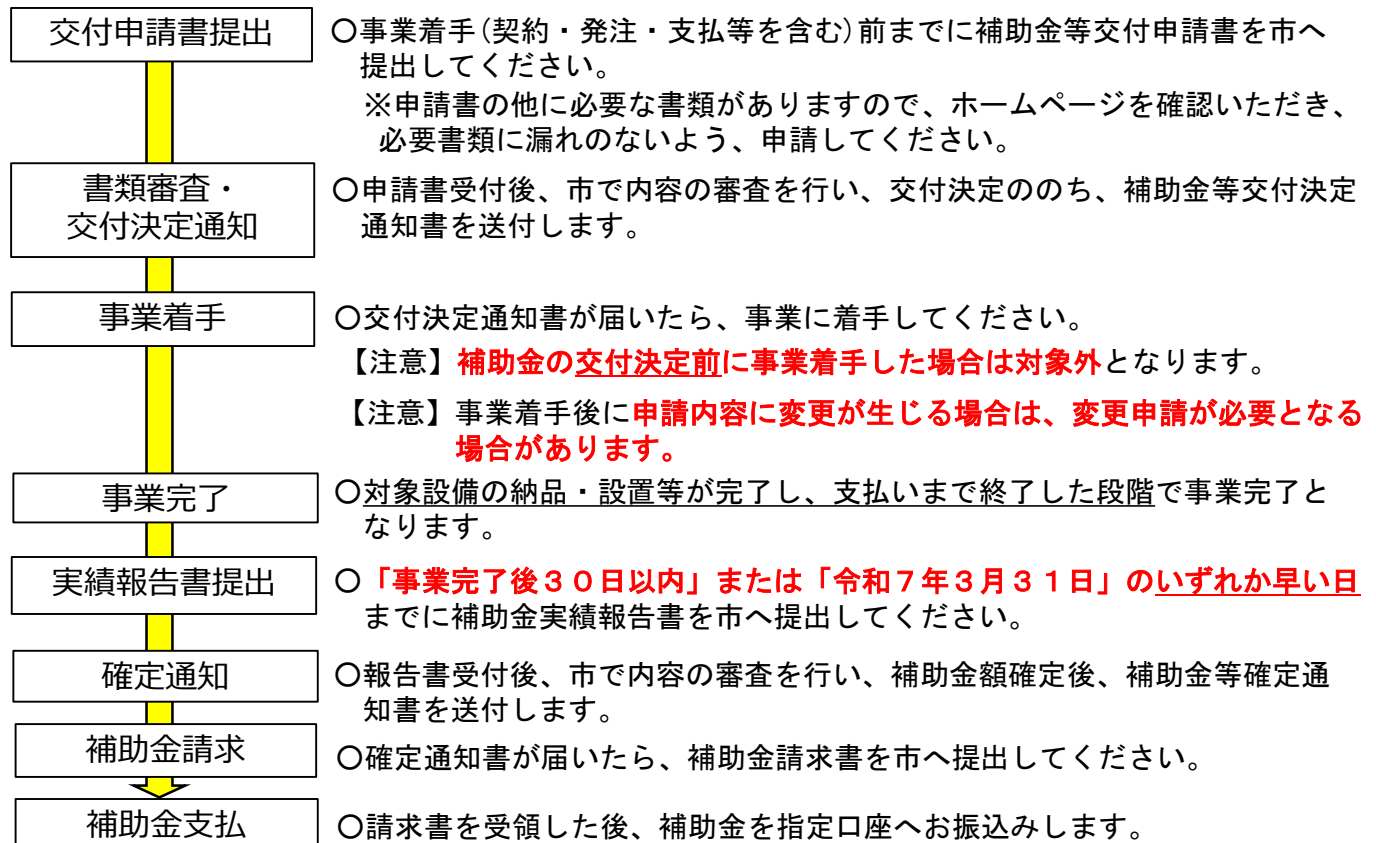 交付申請書提出
〇事業着手(契約・発注・支払等を含む)前までに補助金等交付申請書を市へ
提出してください。
※申請書の他に必要な書類がありますので、ホームページを確認いただき、
必要書類に漏れのないよう、申請してください。
書類審査・
交付決定通知
〇申請書受付後、市で内容の審査を行い、交付決定ののち、補助金等交付決定
通知書を送付します。
事業着手
〇交付決定通知書が届いたら、事業に着手してください。
【注意】補助金の交付決定前に事業着手した場合は対象外となります。
【注意】事業着手後に申請内容に変更が生じる場合は、変更申請が必要となる
場合があります。
事業完了
〇対象設備の納品・設置等が完了し、支払いまで終了した段階で事業完了と
なります。
実績報告書提出
〇「事業完了後30日以内」または「令和7年3月31日」のいずれか早い日
までに補助金実績報告書を市へ提出してください。
確定通知
〇報告書受付後、市で内容の審査を行い、補助金額確定後、補助金等確定通
知書を送付します。
補助金請求
〇確定通知書が届いたら、補助金請求書を市へ提出してください。
補助金支払
〇請求書を受領した後、補助金を指定口座へお振込みします。